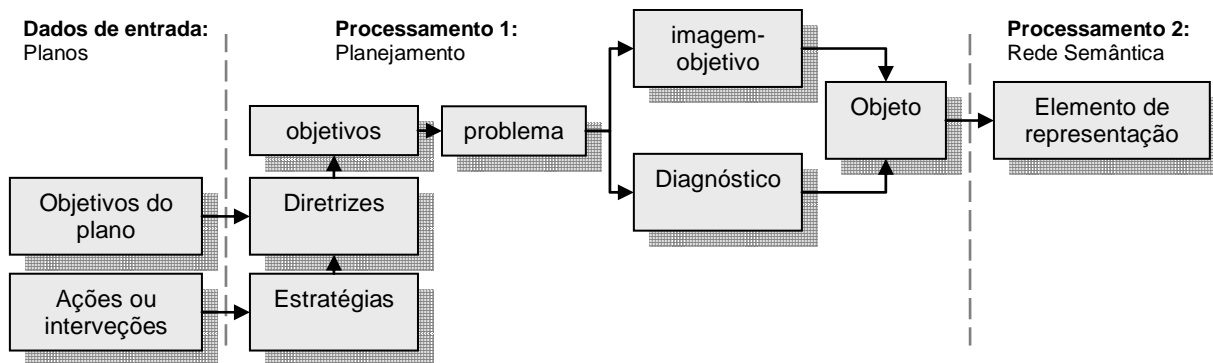 Dados de entrada:
Planos
Processamento 1:
Planejamento
imagem-
objetivo
Processamento 2:
Rede Semântica
objetivos
problema
Objeto
Elemento de
representação
Objetivos do
plano
Diretrizes
Diagnóstico
Ações ou
interveções
Estratégias